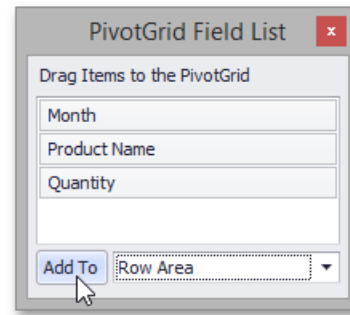 PivotGrid Field List
x
Drag Items to the PivotGrid
Month
Product Name
Quantity
Add To Row Area